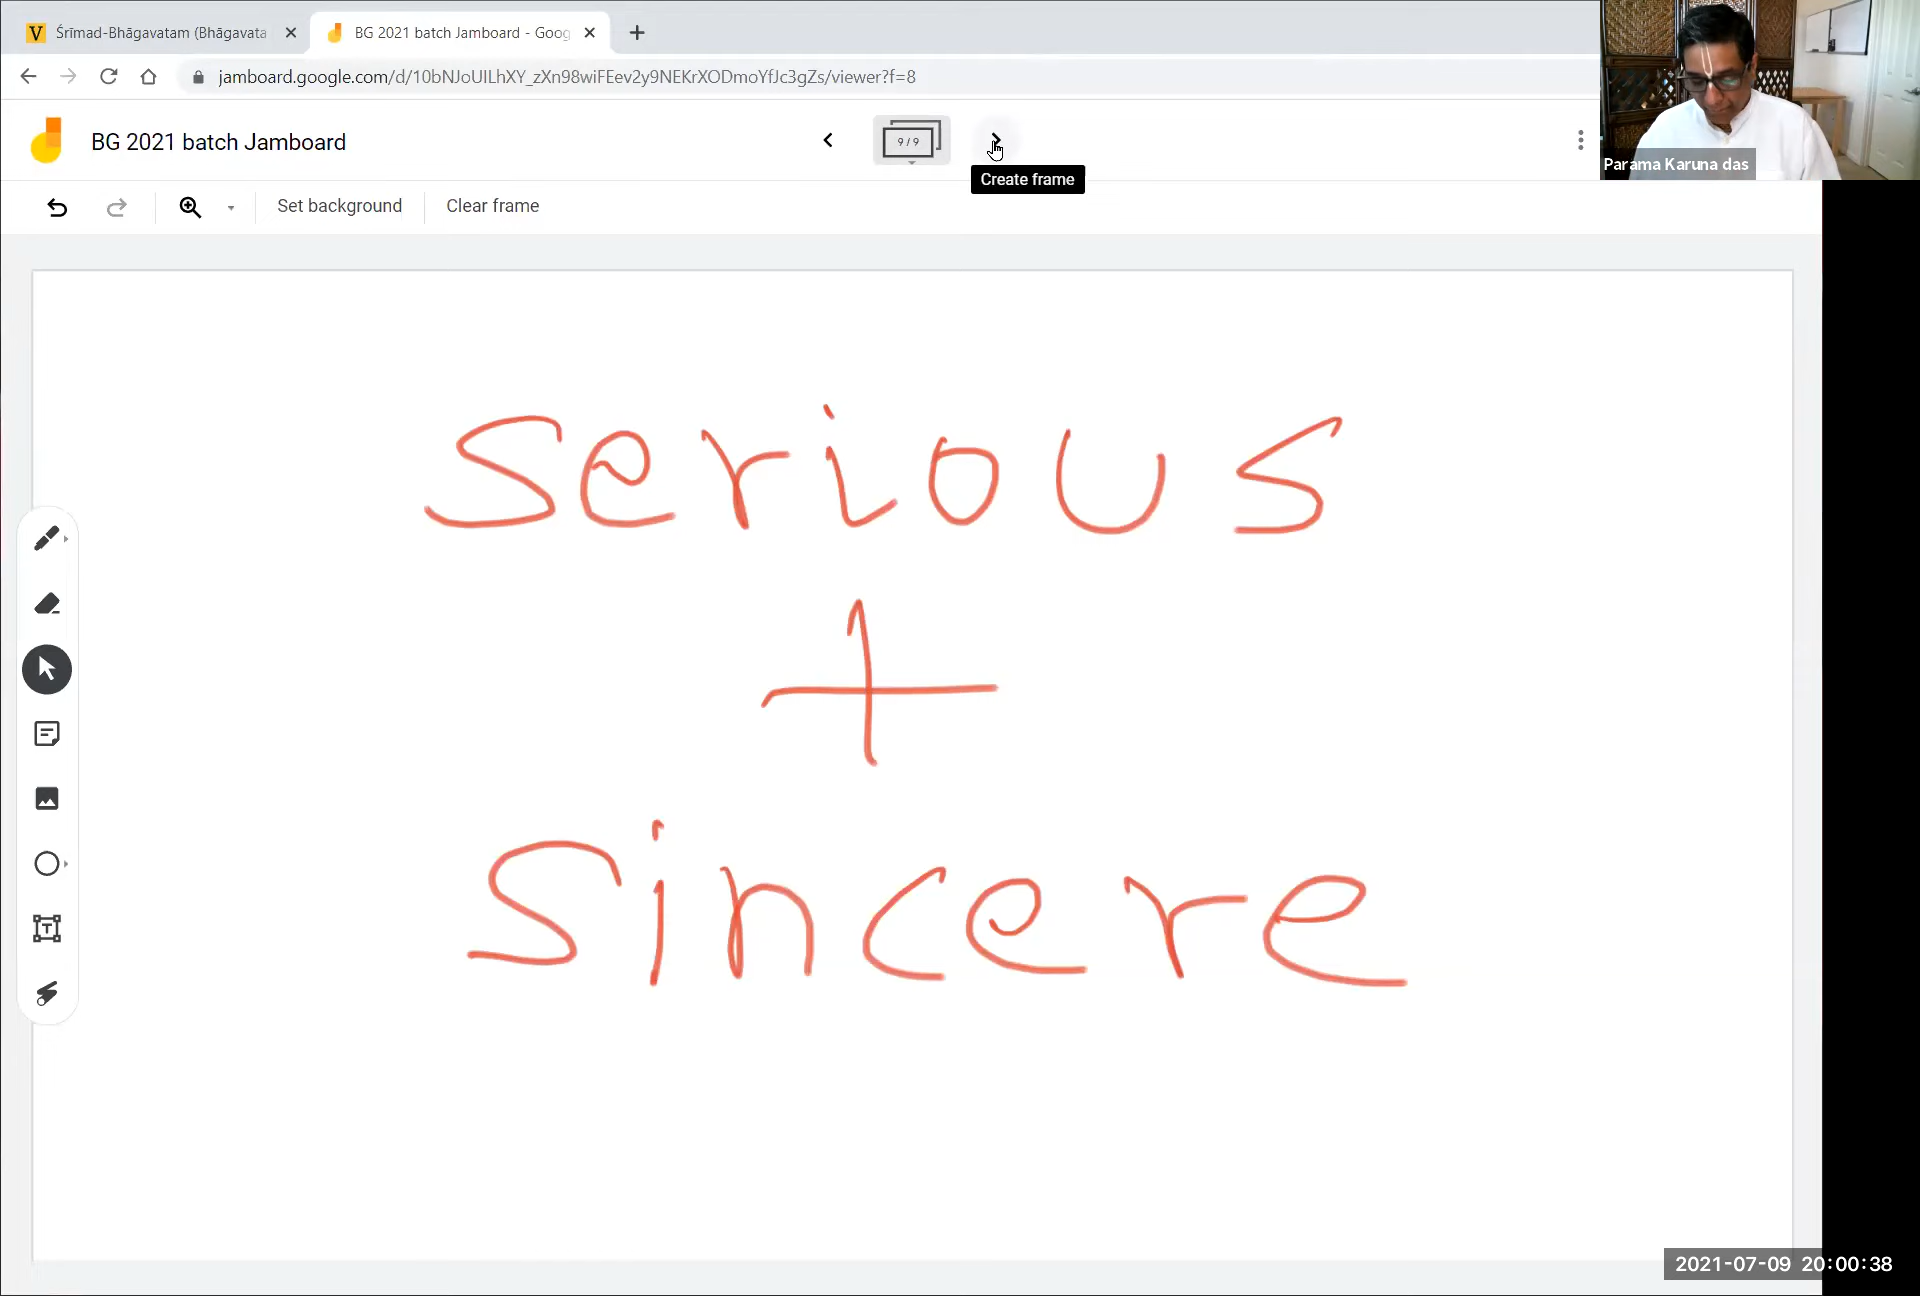 V Śrīmad-Bhāgavatam (Bhāgavata
BG 2021 batch Jamboard - Goog
jamboard.google.com/d/10bNJoUILhXY_zXn98wiFEev2y9NEKrXODmoYfJc3gZs/viewer?f=8
BG 2021 batch Jamboard
9 / 9
Create frame
Parama Karuna das
Set background Clear frame
Serious
+
Sincere
2021-07-09 20:00:38